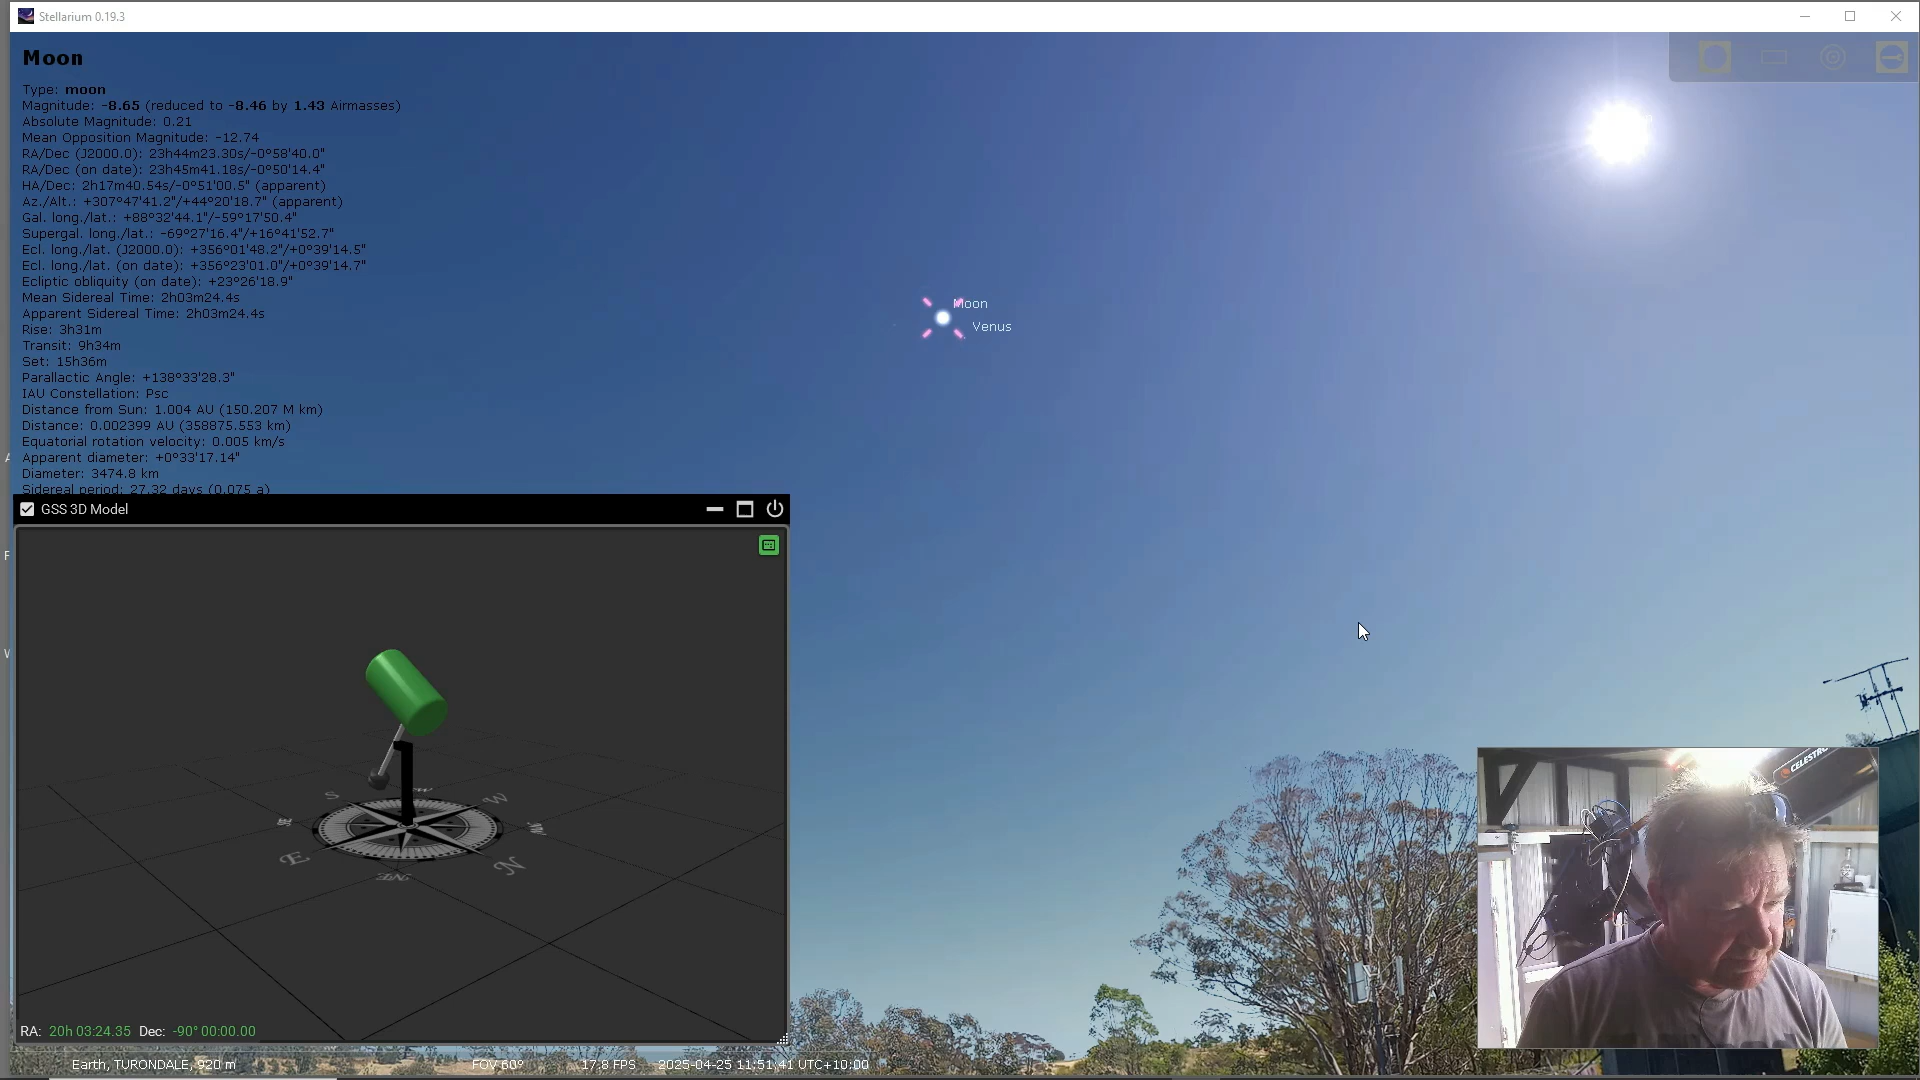 Stellarium 0.19.3
Moon
Type: moon
Magnitude: -8.65 (reduced to -8.46 by 1.43 Airmasses)
Absolute Magnitude: 0.21
Mean Opposition Magnitude: -12.74
RA/Dec (J2000.0): 23h44m23.30s/-0°58'40.0"
RA/Dec (on date): 23h45m41.18s/-0°50'14.4"
HA/Dec: 2h17m40.54s/-0°51'00.5" (apparent)
Az./Alt.: +307°47'41.2"/+44°20'18.7" (apparent)
Gal. long./lat.: +88°32'44.1"/-59°17'50.4"
Supergal. long./lat.: -69°27'16.4"/+16°41'52.7"
Ecl. long./lat. (J2000.0): +356°01'48.2"/+0°39'14.5"
Ecl. long./lat. (on date): +356°23'01.0"/+0°39'14.7"
Ecliptic obliquity (on date): +23°26'18.9"
Mean Sidereal Time: 2h03m24.4s
Apparent Sidereal Time: 2h03m24.4s
Rise: 3h31m
Transit: 9h34m
Set: 15h36m
Parallactic Angle: +138°33'28.3"
IAU Constellation: Psc
Distance from Sun: 1.004 AU (150.207 M km)
Distance: 0.002399 AU (358875.553 km)
Equatorial rotation velocity: 0.005 km/s
Apparent diameter: +0°33'17.14"
Diameter: 3474.8 km
Sidereal period: 27.32 days (0.075 a)
Moon
Venus
GSS 3D Model
S
W
SE
E
N
NE
RA: 20h 03:24.35 Dec: -90° 00:00.00
CELESTRO
Earth, TURONDALE, 920 m
FOV 60°
17.8 FPS
2025-04-25 11:51:41 UTC+10:00